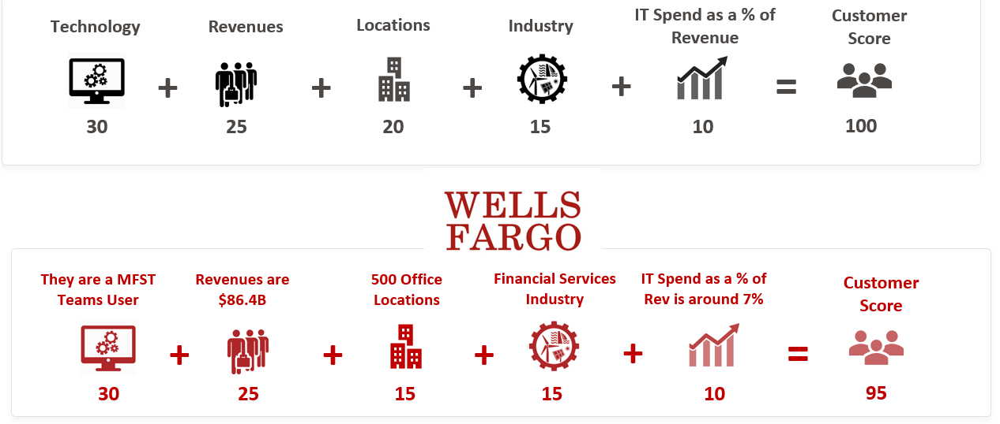 Technology
Revenues
Locations
Industry
IT Spend as a % of
Revenue
Customer
Score
+
+
+
+
=
30
25
20
15
10
100
WELLS
FARGO
They are a MFST
Teams User
Revenues are
$86.4B
500 Office
Locations
Financial Services
Industry
IT Spend as a % of
Rev is around 7%
Customer
Score
+
+
+
+
=
30
25
15
15
10
95